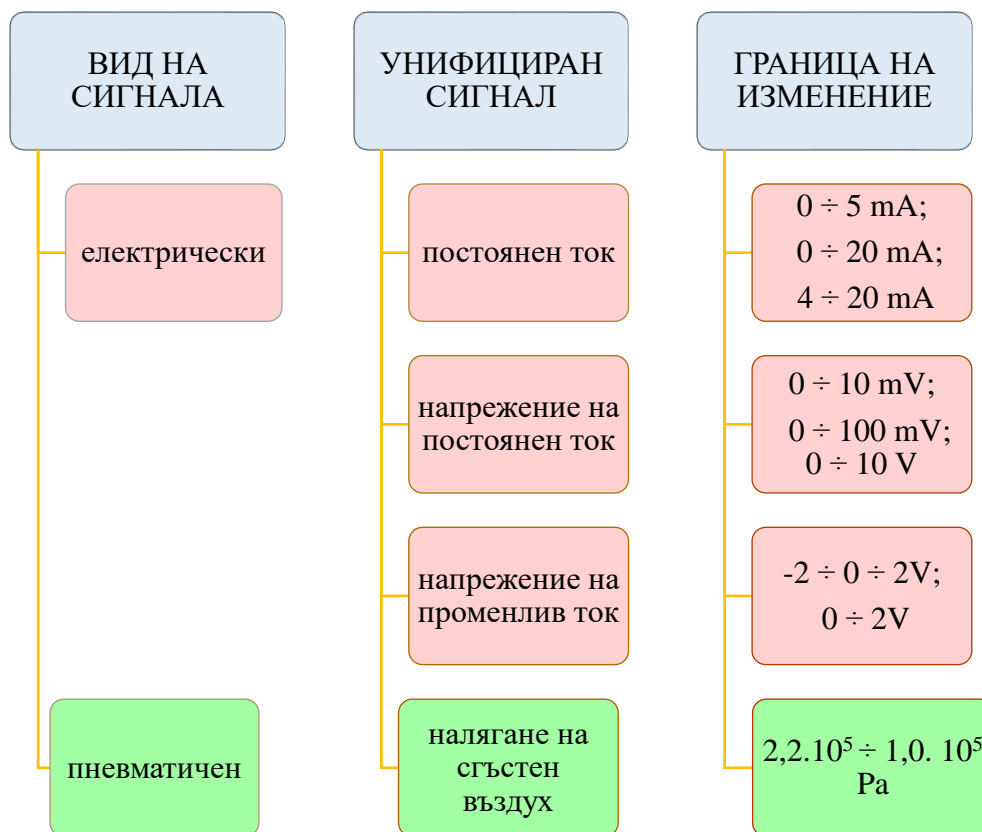 ВИД НА
СИГНАЛА
електрически
пневматичен
УНИФИЦИРАН
СИГНАЛ
постоянен ток
напрежение на
постоянен ток
напрежение на
променлив ток
налягане на
сгъстен
въздух
ГРАНИЦА НА
ИЗМЕНЕНИЕ
0 ÷ 5 mA;
0 ÷ 20 mA;
4 ÷ 20 mA
0 ÷ 10 mV;
0 ÷ 100 mV;
0 ÷ 10 V
-2 ÷ 0 ÷ 2V;
0 ÷ 2V
2,2.10⁵ ÷ 1,0. 10⁵
Pa